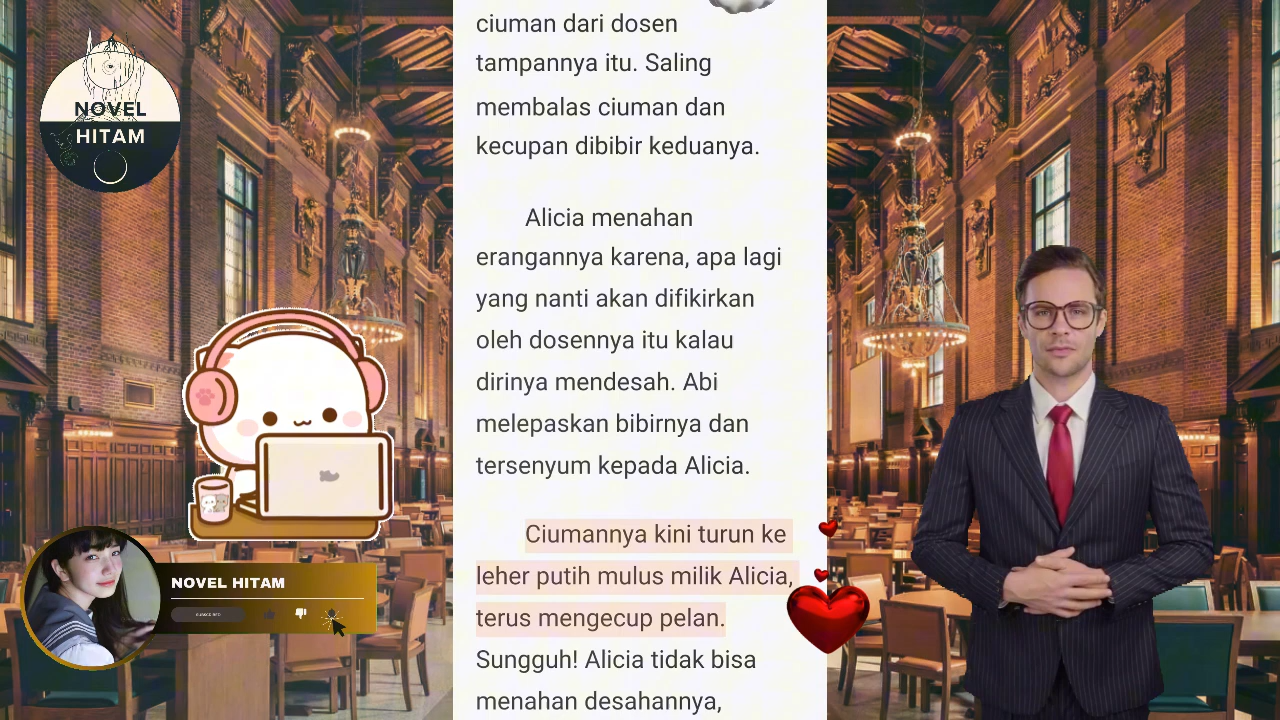 NOVEL
HITAM
ciuman dari dosen
tampannya itu. Saling
membalas ciuman dan
kecupan dibibir keduanya.
Alicia menahan
erangannya karena, apa lagi
yang nanti akan difikirkan
oleh dosennya itu kalau
dirinya mendesah. Abi
melepaskan bibirnya dan
tersenyum kepada Alicia.
Ciumannya kini turun ke
leher putih mulus milik Alicia,
terus mengecup pelan.
Sungguh! Alicia tidak bisa
menahan desahannya,
NOVEL HITAM